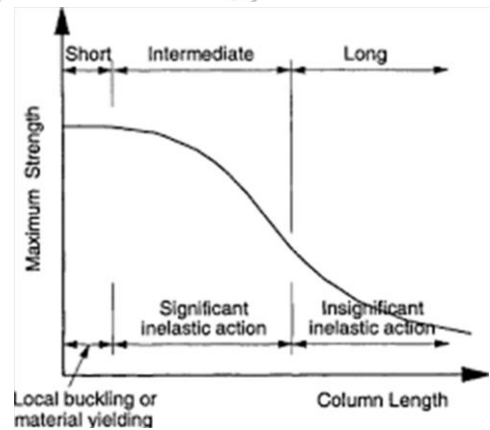 Short
Intermediate
Long
Maximum Strength
Significant
inelastic action
Insignificant
inelastic action
Local buckling or
material yielding
Column Length